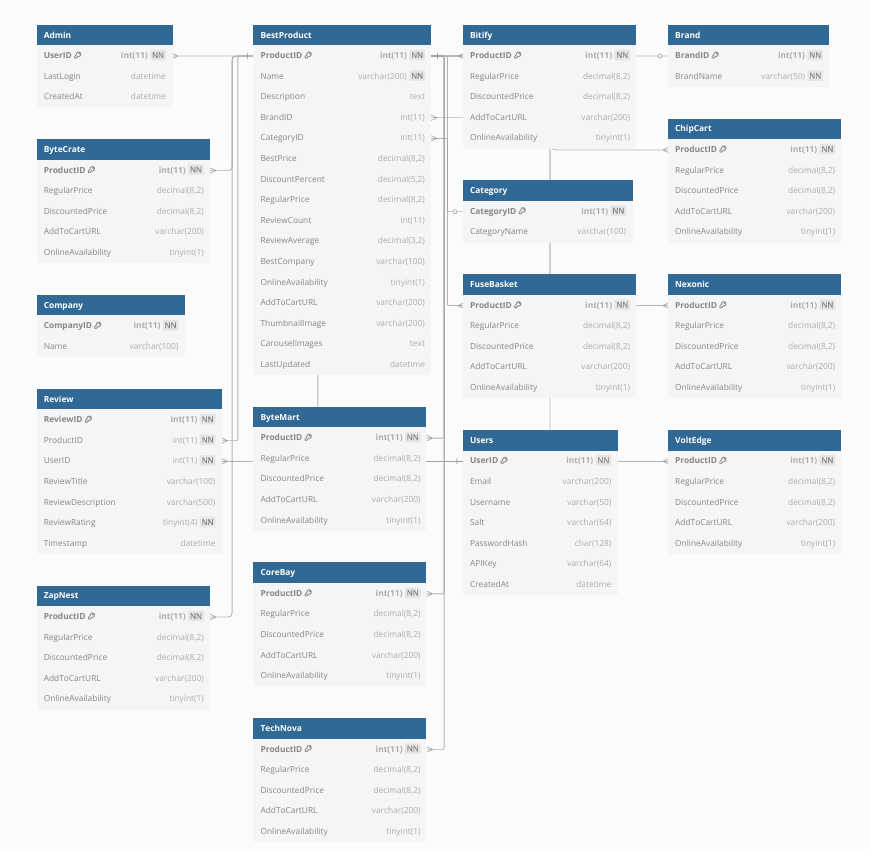 Admin
UserID int(11) NN
LastLogin datetime
CreatedAt datetime
ByteCrate
ProductID int(11) NN
RegularPrice decimal(8,2)
DiscountedPrice decimal(8,2)
AddToCartURL varchar(200)
OnlineAvailability tinyint(1)
Company
CompanyID int(11) NN
Name varchar(100)
Review
ReviewID int(11) NN
ProductID int(11) NN
UserID int(11) NN
ReviewTitle varchar(100)
ReviewDescription varchar(500)
ReviewRating tinyint(4) NN
Timestamp datetime
ZapNest
ProductID int(11) NN
RegularPrice decimal(8,2)
DiscountedPrice decimal(8,2)
AddToCartURL varchar(200)
OnlineAvailability tinyint(1)
BestProduct
ProductID int(11) NN
Name varchar(200) NN
Description text
BrandID int(11)
CategoryID int(11)
BestPrice decimal(8,2)
DiscountPercent decimal(5,2)
RegularPrice decimal(8,2)
ReviewCount int(11)
ReviewAverage decimal(3,2)
BestCompany varchar(100)
OnlineAvailability tinyint(1)
AddToCartURL varchar(200)
ThumbnailImage varchar(200)
CarouselImages text
LastUpdated datetime
ByteMart
ProductID int(11) NN
RegularPrice decimal(8,2)
DiscountedPrice decimal(8,2)
AddToCartURL varchar(200)
OnlineAvailability tinyint(1)
CoreBay
ProductID int(11) NN
RegularPrice decimal(8,2)
DiscountedPrice decimal(8,2)
AddToCartURL varchar(200)
OnlineAvailability tinyint(1)
TechNova
ProductID int(11) NN
RegularPrice decimal(8,2)
DiscountedPrice decimal(8,2)
AddToCartURL varchar(200)
OnlineAvailability tinyint(1)
Bitify
ProductID int(11) NN
RegularPrice decimal(8,2)
DiscountedPrice decimal(8,2)
AddToCartURL varchar(200)
OnlineAvailability tinyint(1)
Category
CategoryID int(11) NN
CategoryName varchar(100)
FuseBasket
ProductID int(11) NN
RegularPrice decimal(8,2)
DiscountedPrice decimal(8,2)
AddToCartURL varchar(200)
OnlineAvailability tinyint(1)
Users
UserID int(11) NN
Email varchar(200)
Username varchar(50)
Salt varchar(64)
PasswordHash char(128)
APIKey varchar(64)
CreatedAt datetime
Brand
BrandID int(11) NN
BrandName varchar(50) NN
ChipCart
ProductID int(11) NN
RegularPrice decimal(8,2)
DiscountedPrice decimal(8,2)
AddToCartURL varchar(200)
OnlineAvailability tinyint(1)
Nexonic
ProductID int(11) NN
RegularPrice decimal(8,2)
DiscountedPrice decimal(8,2)
AddToCartURL varchar(200)
OnlineAvailability tinyint(1)
VoltEdge
ProductID int(11) NN
RegularPrice decimal(8,2)
DiscountedPrice decimal(8,2)
AddToCartURL varchar(200)
OnlineAvailability tinyint(1)